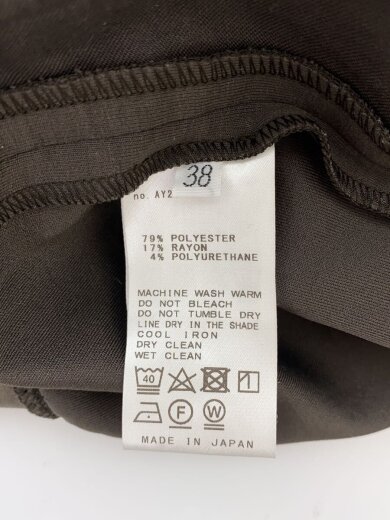 38
no. AY2
79% POLYESTER
17% RAYON
4% POLYURETHANE
MACHINE WASH WARM
DO NOT BLEACH
DO NOT TUMBLE DRY
LINE DRY IN THE SHADE
COOL IRON
DRY CLEAN
WET CLEAN
40
F W
MADE IN JAPAN